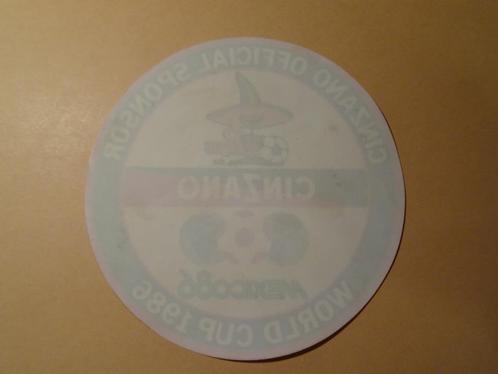 CINZANO OFFICIAL SPONSOR
CINZANO
MEXICO86
WORLD CUP 1986